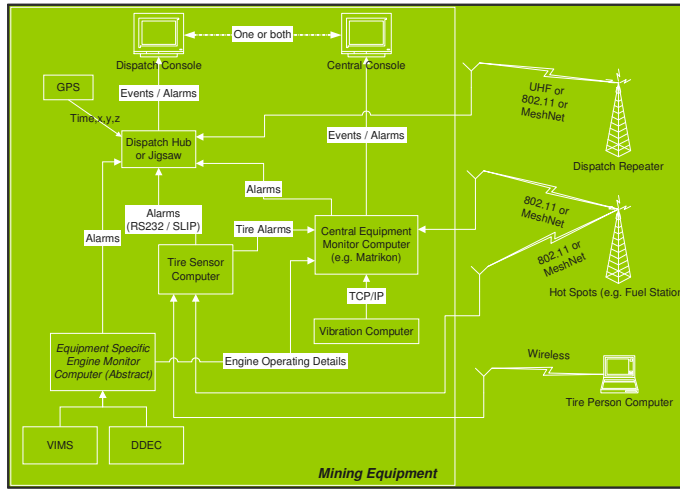 One or both
Dispatch Console
Central Console
GPS
Events / Alarms
UHF or
802.11 or
MeshNet
Time,x,y,z
Dispatch Hub
or Jigsaw
Events / Alarms
Dispatch Repeater
Alarms
802.11 or
MeshNet
Alarms
(RS232 / SLIP)
Tire Alarms
Central Equipment
Monitor Computer
(e.g. Matrikon)
Alarms
Tire Sensor
Computer
802.11 or
MeshNet
Hot Spots (e.g. Fuel Station
TCP/IP
Vibration Computer
Equipment Specific
Engine Monitor
Computer (Abstract)
Engine Operating Details
Wireless
Tire Person Computer
VIMS
DDEC
Mining Equipment